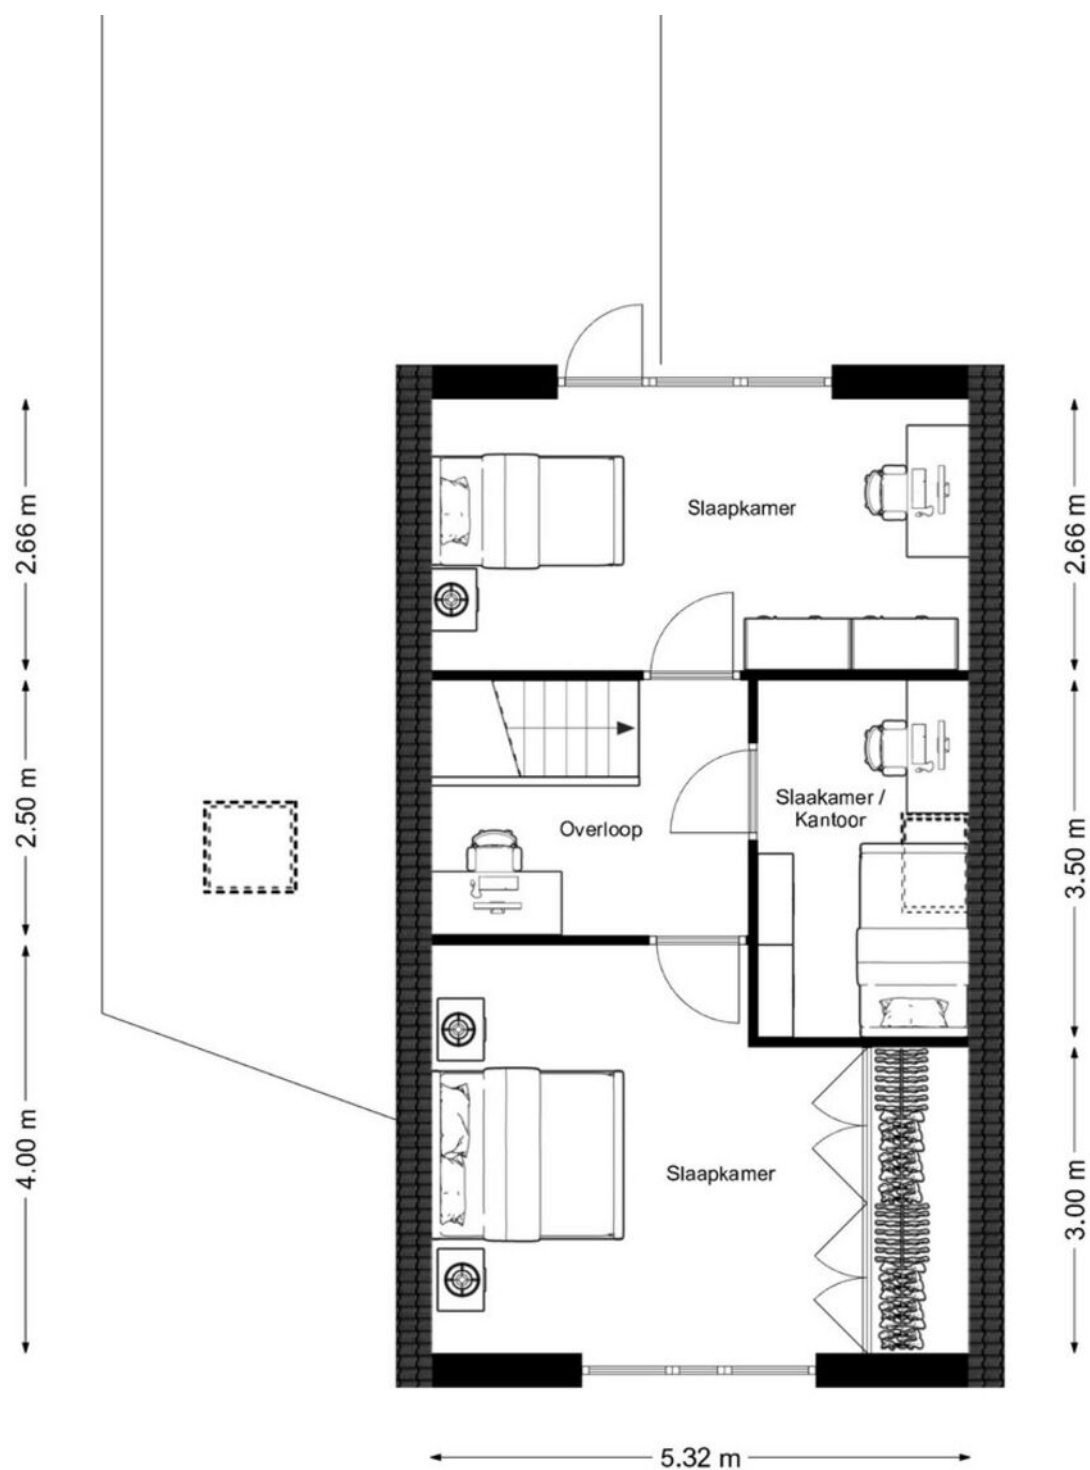 2.66 m
2.66 m
Slaapkamer
2.50 m
Slaakamer /
Kantoor
Overloop
3.50 m
4.00 m
Slaapkamer
3.00 m
5.32 m